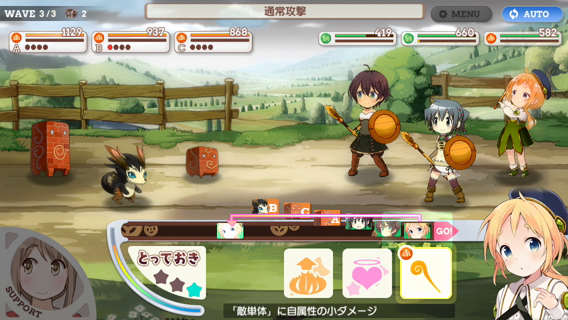 WAVE 3/3 2
通常攻撃
MENU
AUTO
1129
A
937
B
868
C
419
660
582
B
C
A
GO!
とっておき
SUPPORT
「敵単体」に自属性の小ダメージ